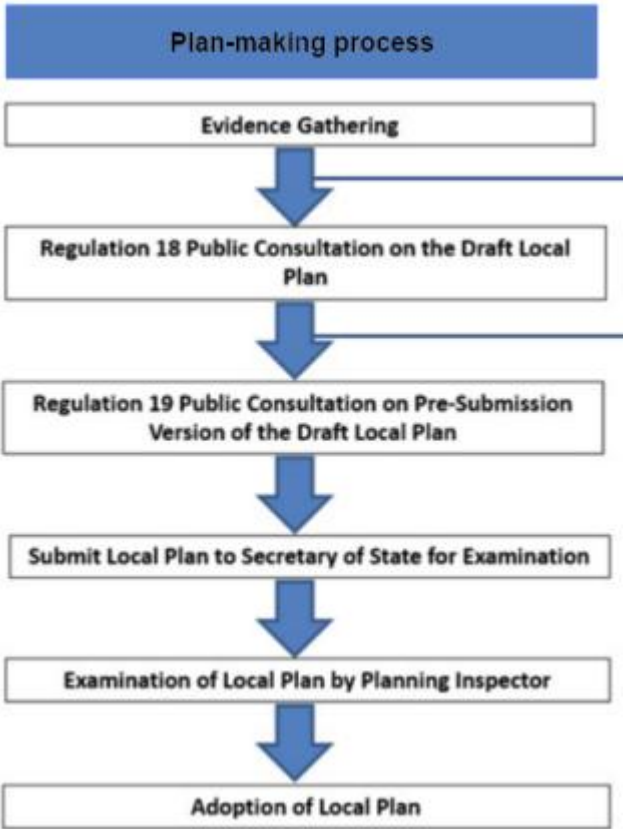 Plan-making process
Evidence Gathering
Regulation 18 Public Consultation on the Draft Local
Plan
Regulation 19 Public Consultation on Pre-Submission
Version of the Draft Local Plan
Submit Local Plan to Secretary of State for Examination
Examination of Local Plan by Planning Inspector
Adoption of Local Plan